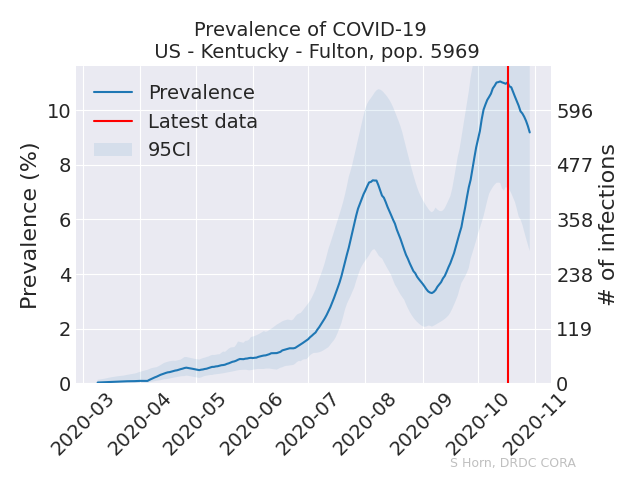 Prevalence of COVID-19
US - Kentucky - Fulton, pop. 5969
Prevalence
Latest data
95CI
Prevalence (%)
10
8
6
4
2
0
596
477
358
238
119
0
# of infections
2020-03
2020-04
2020-05
2020-06
2020-07
2020-08
2020-09
2020-10
2020-11
S Horn, DRDC CORA